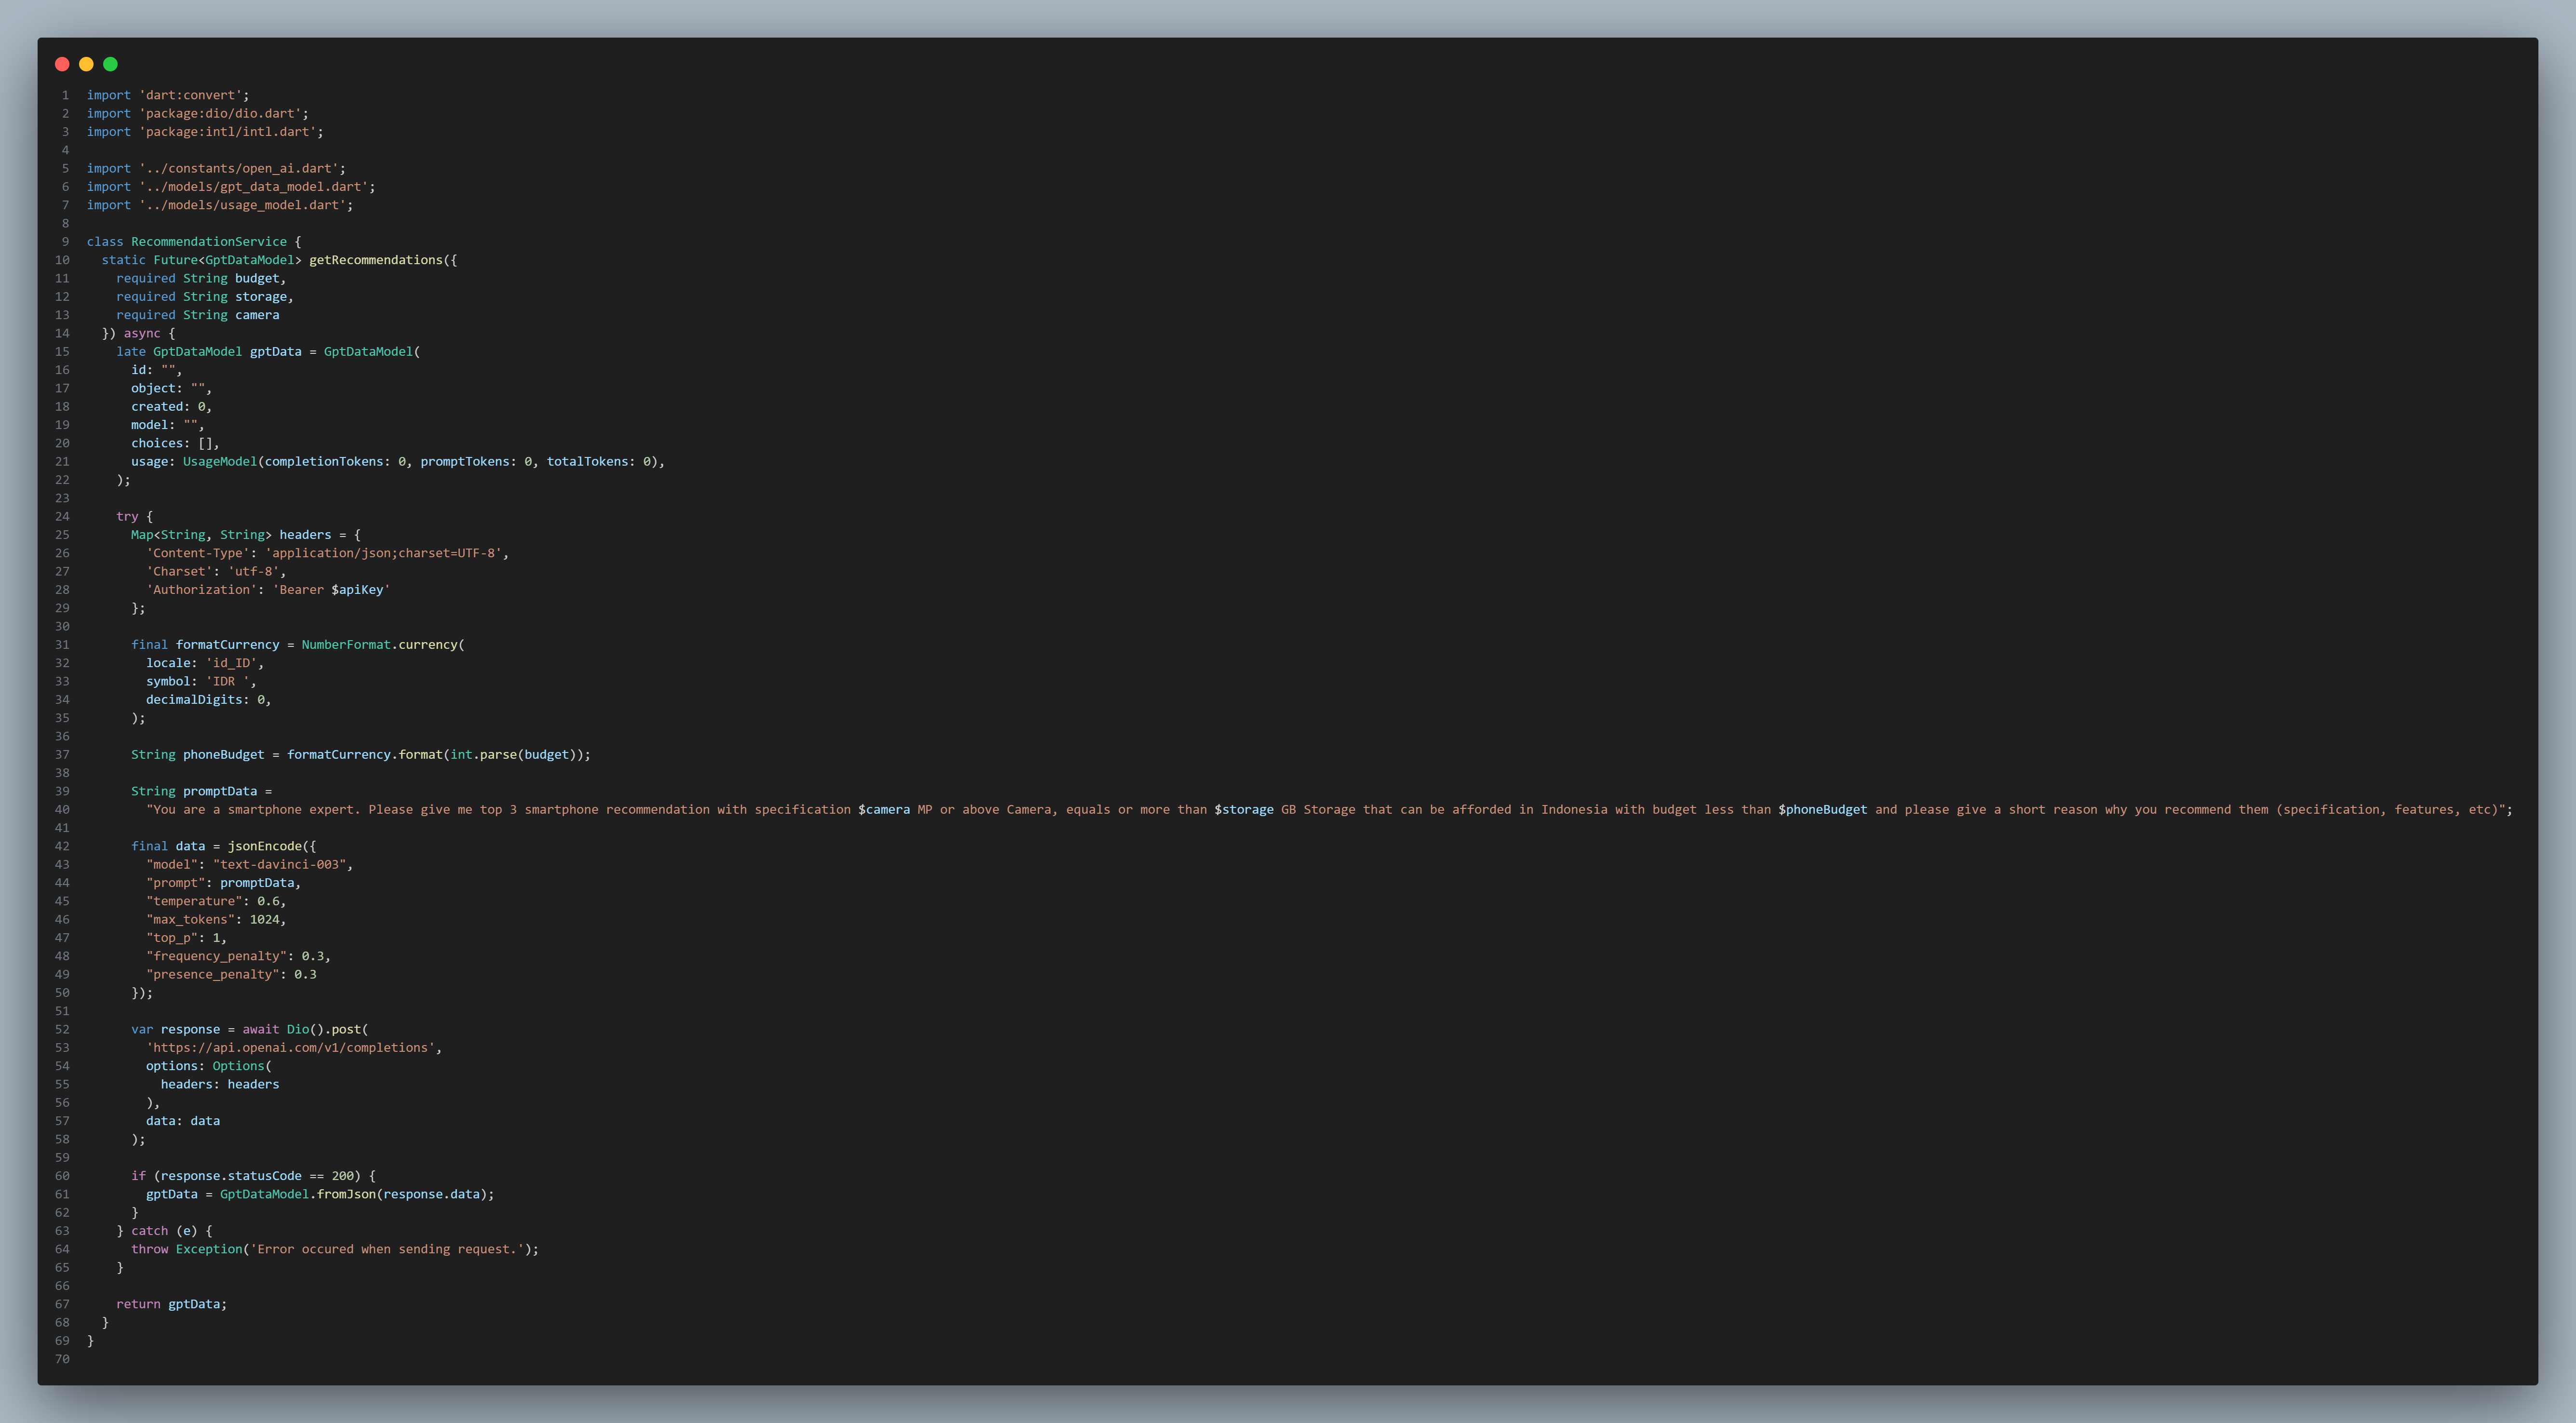 1 import 'dart:convert';
2 import 'package:dio/dio.dart';
3 import 'package:intl/intl.dart';
4
5 import '../constants/open_ai.dart';
6 import '../models/gpt_data_model.dart';
7 import '../models/usage_model.dart';
8
9 class RecommendationService {
10   static Future<GptDataModel> getRecommendations({
11     required String budget,
12     required String storage,
13     required String camera
14   }) async {
15     late GptDataModel gptData = GptDataModel(
16       id: "",
17       object: "",
18       created: 0,
19       model: "",
20       choices: [],
21       usage: UsageModel(completionTokens: 0, promptTokens: 0, totalTokens: 0),
22     );
23
24     try {
25       Map<String, String> headers = {
26         'Content-Type': 'application/json;charset=UTF-8',
27         'Charset': 'utf-8',
28         'Authorization': 'Bearer $apiKey'
29       };
30
31       final formatCurrency = NumberFormat.currency(
32         locale: 'id_ID',
33         symbol: 'IDR ',
34         decimalDigits: 0,
35       );
36
37       String phoneBudget = formatCurrency.format(int.parse(budget));
38
39       String promptData =
40         "You are a smartphone expert. Please give me top 3 smartphone recommendation with specification $camera MP or above Camera, equals or more than $storage GB Storage that can be afforded in Indonesia with budget less than $phoneBudget and please give a short reason why you recommend them (specification, features, etc)";
41
42       final data = jsonEncode({
43         "model": "text-davinci-003",
44         "prompt": promptData,
45         "temperature": 0.6,
46         "max_tokens": 1024,
47         "top_p": 1,
48         "frequency_penalty": 0.3,
49         "presence_penalty": 0.3
50       });
51
52       var response = await Dio().post(
53         'https://api.openai.com/v1/completions',
54         options: Options(
55           headers: headers
56         ),
57         data: data
58       );
59
60       if (response.statusCode == 200) {
61         gptData = GptDataModel.fromJson(response.data);
62       }
63     } catch (e) {
64       throw Exception('Error occured when sending request.');
65     }
66
67     return gptData;
68   }
69 }
70